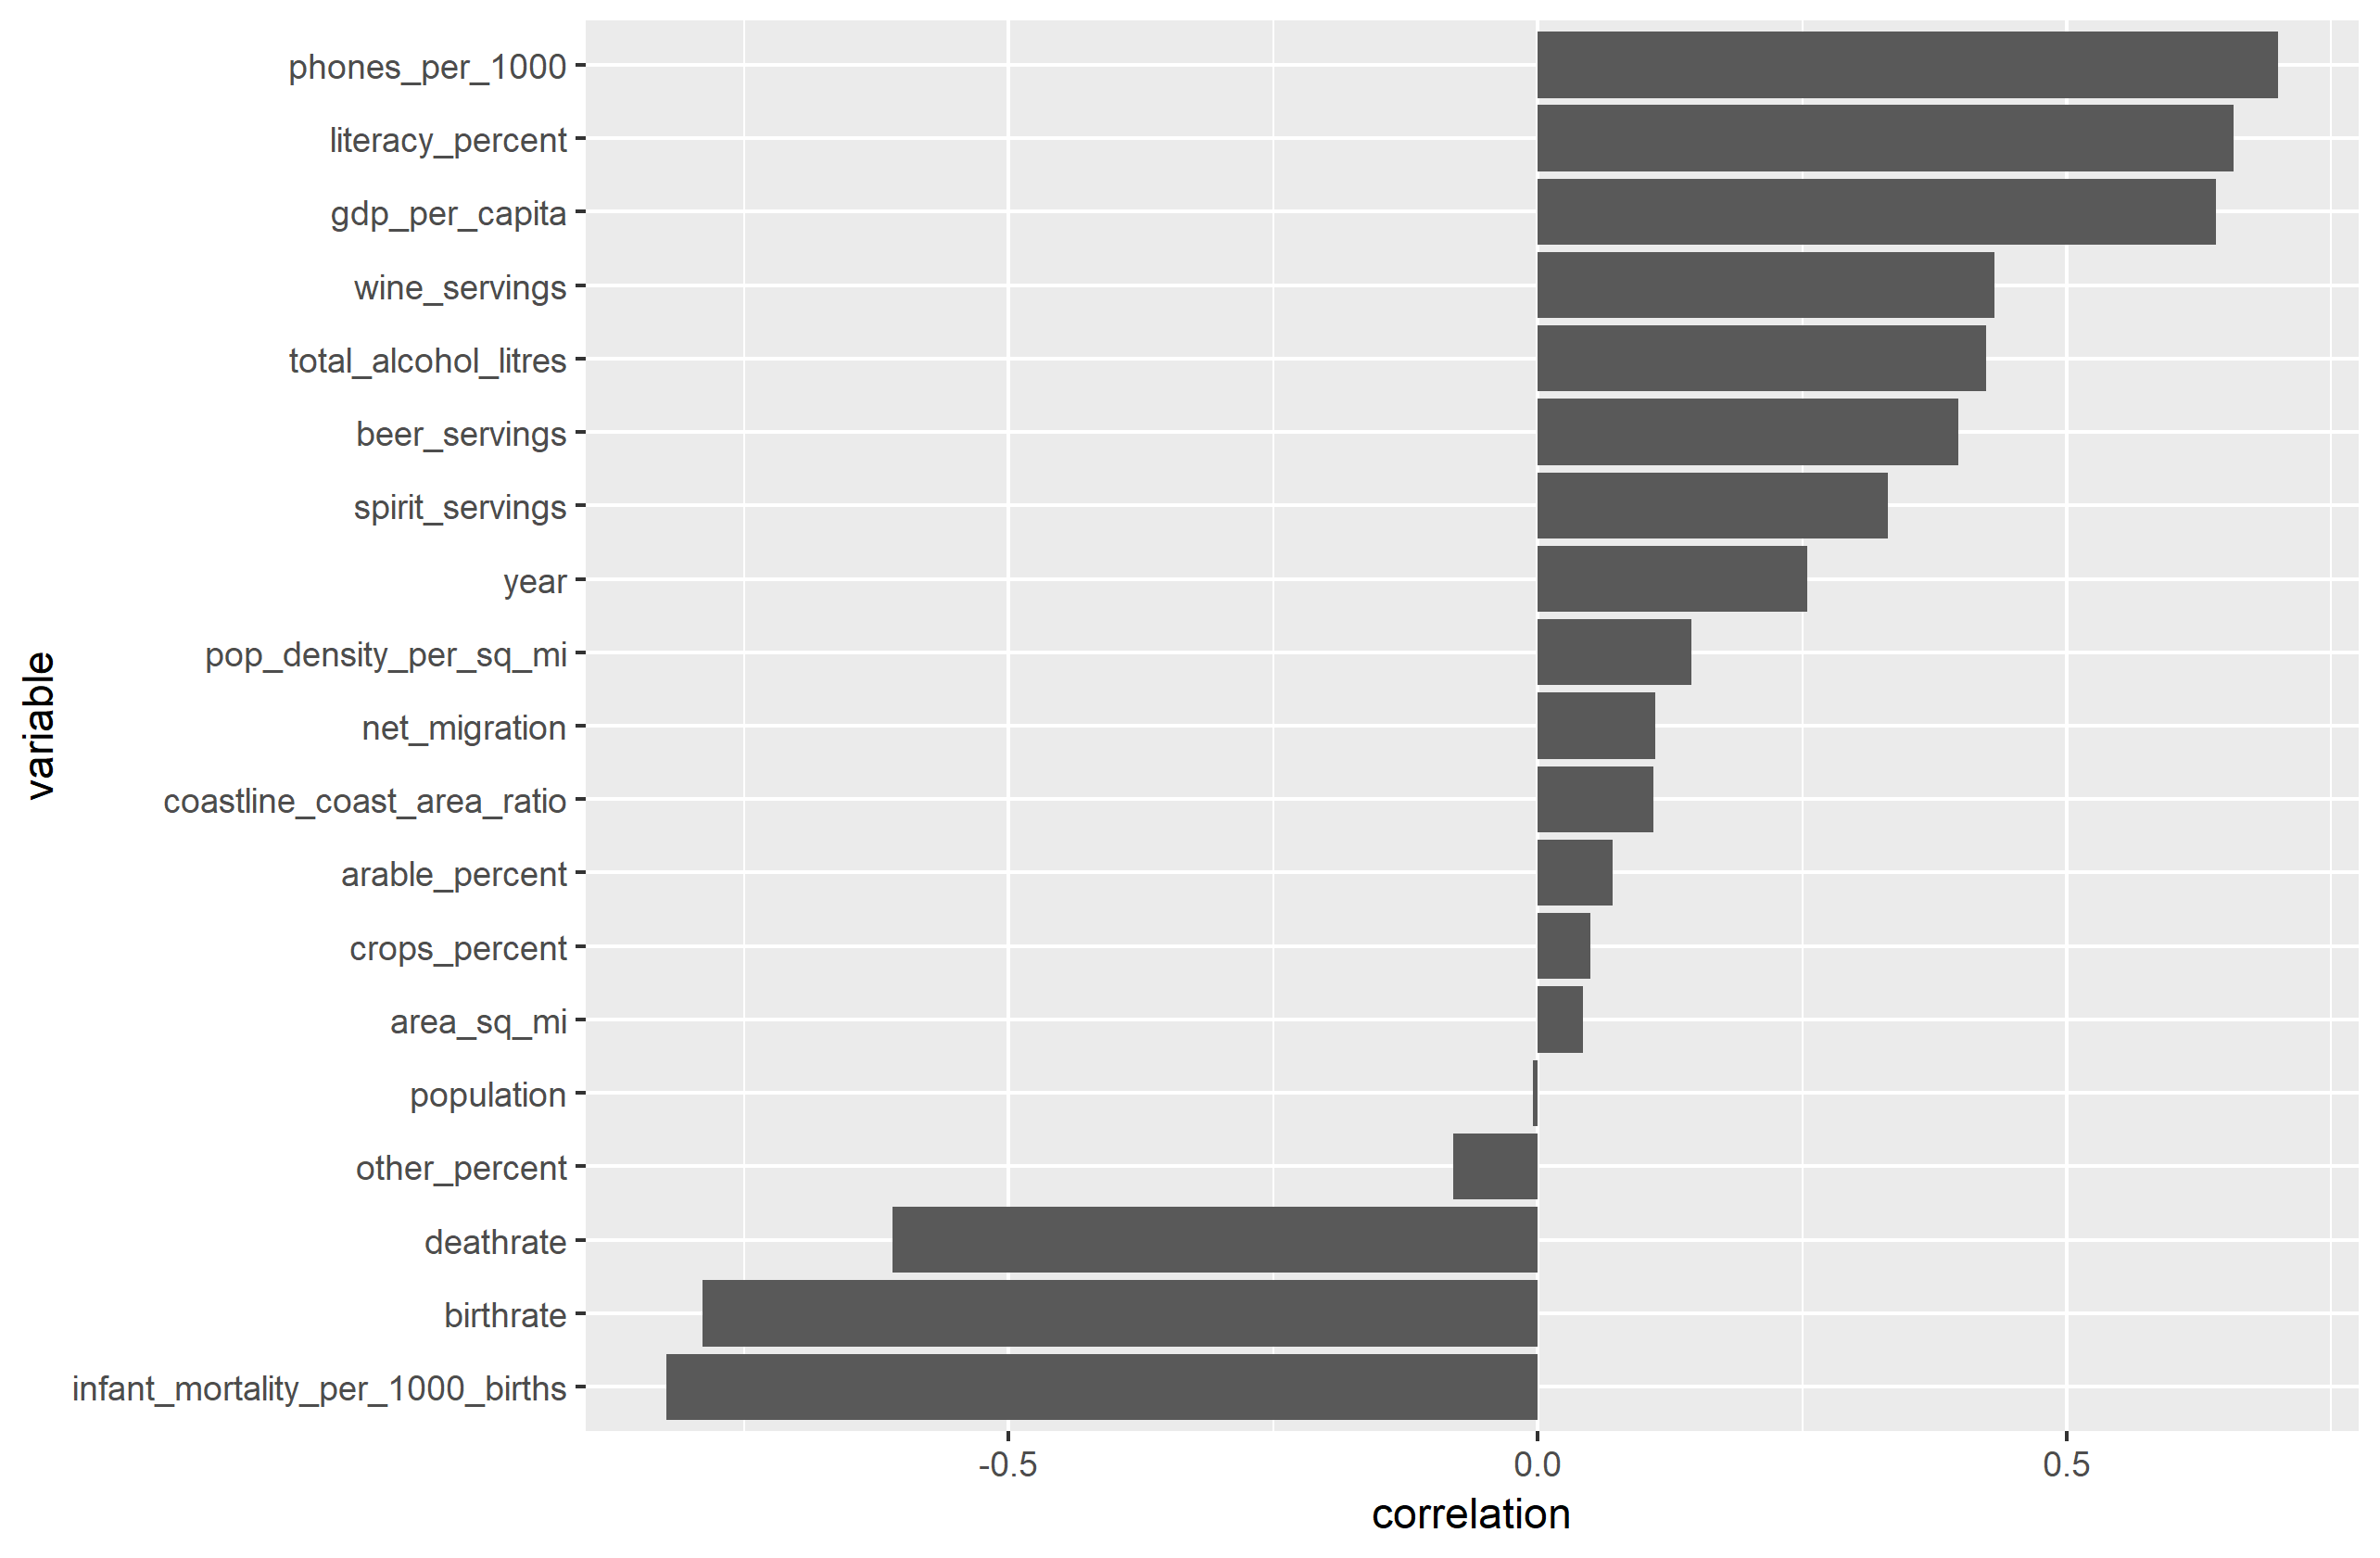 variable
phones_per_1000
literacy_percent
gdp_per_capita
wine_servings
total_alcohol_litres
beer_servings
spirit_servings
year
pop_density_per_sq_mi
net_migration
coastline_coast_area_ratio
arable_percent
crops_percent
area_sq_mi
population
other_percent
deathrate
birthrate
infant_mortality_per_1000_births
-0.5 0.0 0.5
correlation